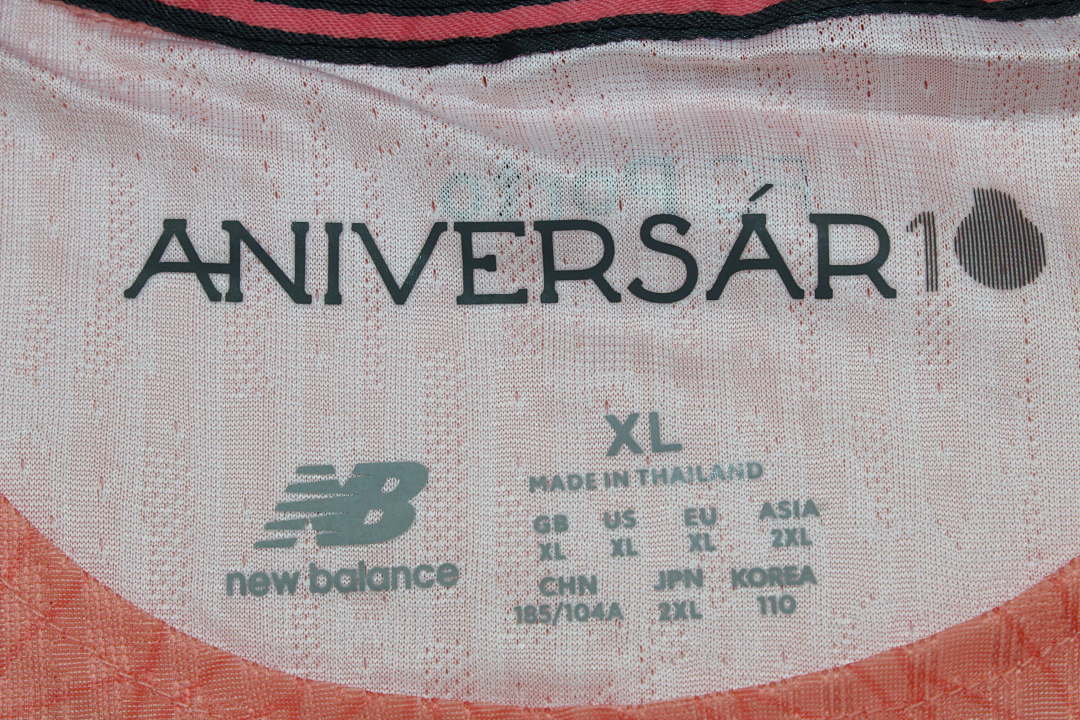 ANIVERSÁR10
XL
MADE IN THAILAND
GB US EU ASIA
XL XL XL 2XL
CHN JPN KOREA
185/104A 2XL 110
NB
new balance